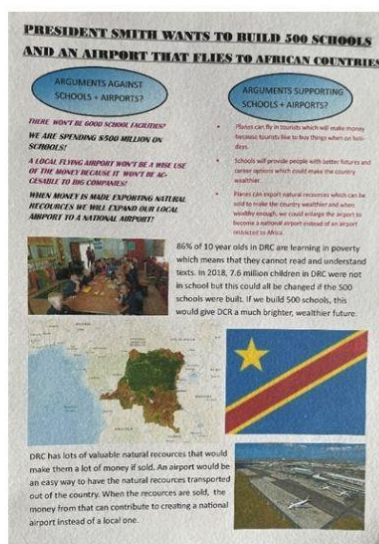 PRESIDENT SMITH WANTS TO BUILD 500 SCHOOLS
AND AN AIRPORT THAT FLIES TO AFRICAN COUNTRIES
ARGUMENTS AGAINST
SCHOOLS + AIRPORTS?
THERE WON'T BE GOOD SCHOOL FACILITIES?
WE ARE SPENDING $500 MILLION ON
SCHOOLS!
A LOCAL FLYING AIRPORT WON'T BE A WISE USE
OF THE MONEY BECAUSE IT WON'T BE AC-
CESABLE TO BIG COMPANIES!
WHEN MONEY IS MADE EXPORTING NATURAL
RECOURCES WE WILL EXPAND OUR LOCAL
AIRPORT TO A NATIONAL AIRPORT!
ARGUMENTS SUPPORTING
SCHOOLS + AIRPORTS?
• Planes can fly in tourists which will make money
because tourists like to buy things when on holi-
days.
• Schools will provide people with better futures and
career options which could make the country
wealthier.
• Planes can export natural resources which can be
sold to make the country wealthier and when
wealthy enough, we could enlarge the airport to
become a national airport instead of an airport
restricted to Africa.
86% of 10 year olds in DRC are learning in poverty
which means that they cannot read and understand
texts. In 2018, 7.6 million children in DRC were not
in school but this could all be changed if the 500
schools were built. If we build 500 schools, this
would give DCR a much brighter, wealthier future.
DRC has lots of valuable natural recources that would
make them a lot of money if sold. An airport would be
an easy way to have the natural resources transported
out of the country. When the recources are sold, the
money from that can contribute to creating a national
airport instead of a local one.